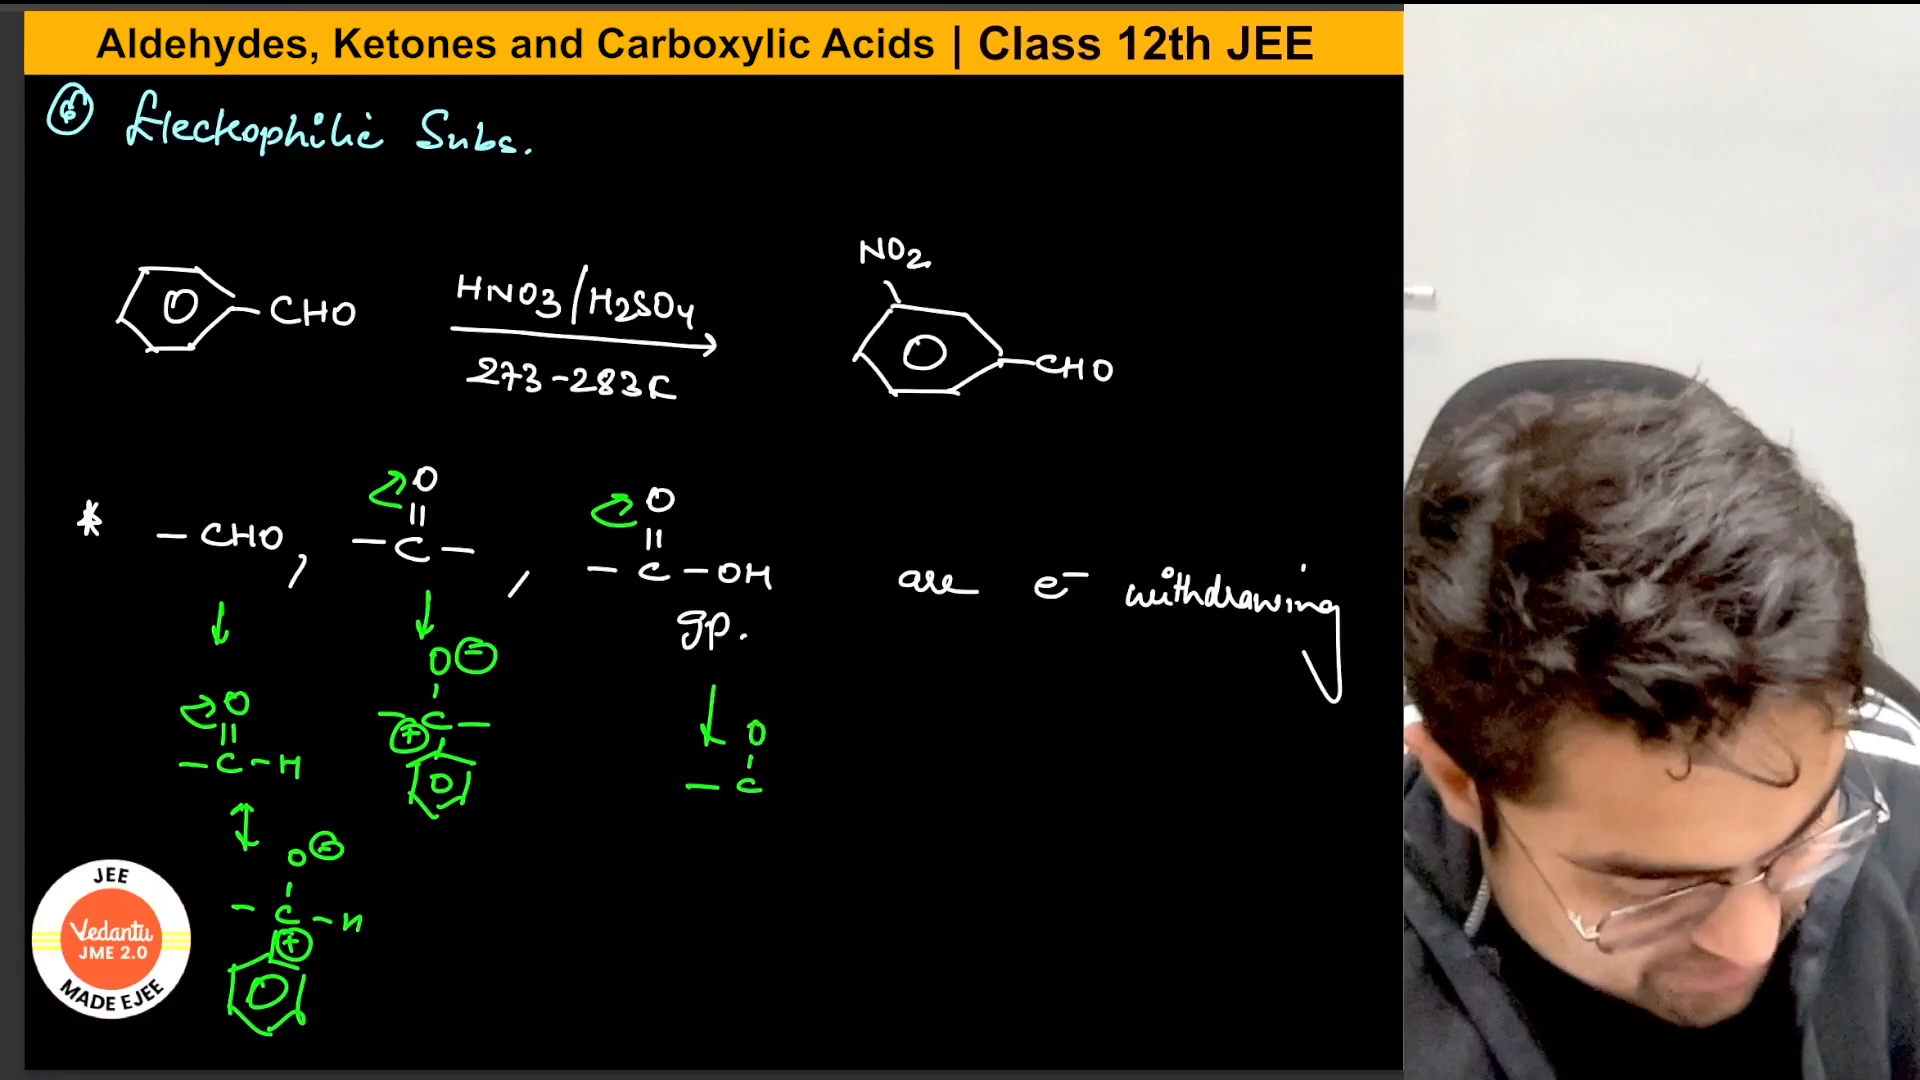 Aldehydes, Ketones and Carboxylic Acids | Class 12th JEE
⑥ Electrophilic Subs.
NO2
CHO HNO3/H2SO4 CHO
273-283K
* -CHO, O || -C-, O || -C-OH gp. are e⁻ withdrawing
O ⊖
-C-
⊕
O || -C-H
O
-C
O ⊖
-C-H
⊕
JEE
Vedantu
JME 2.0
MADE EJEE